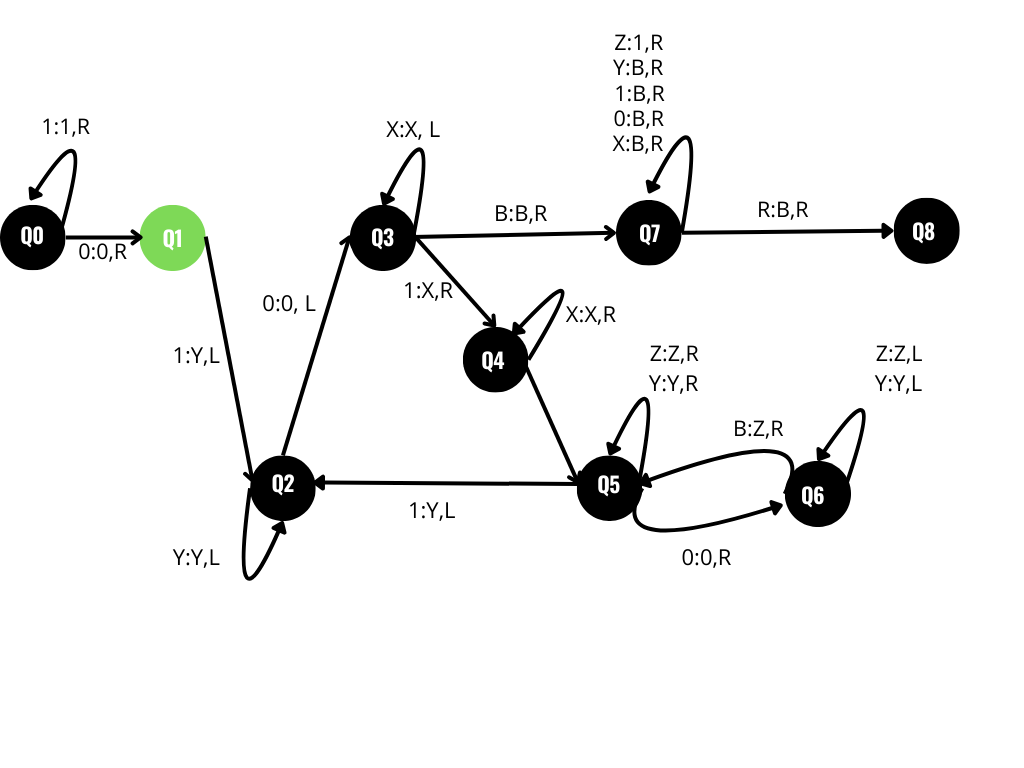 Z:1,R
Y:B,R
1:B,R
0:B,R
X:B,R
1:1,R
X:X, L
B:B,R
R:B,R
Q0
Q1
Q3
Q7
Q8
0:0,R
1:X,R
0:0, L
X:X,R
1:Y,L
Q4
Z:Z,R
Y:Y,R
Z:Z,L
Y:Y,L
B:Z,R
Q2
Q5
Q6
1:Y,L
Y:Y,L
0:0,R